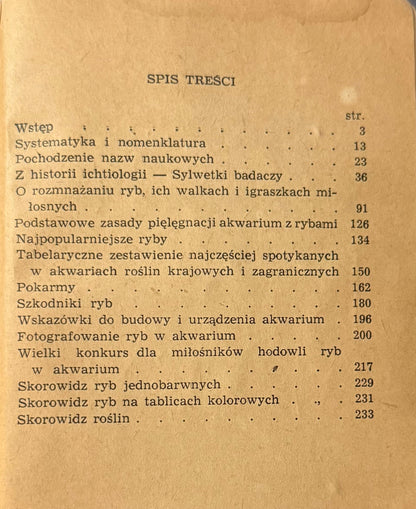 SPIS TREŚCI
str.
Wstęp . . . . . . . . . . . 3
Systematyka i nomenklatura . . . . . 13
Pochodzenie nazw naukowych . . . . . 23
Z historii ichtiologii — Sylwetki badaczy . . . 36
O rozmnażaniu ryb, ich walkach i igraszkach mi-
łosnych . . . . . . . . . . 91
Podstawowe zasady pielęgnacji akwarium z rybami 126
Najpopularniejsze ryby . . . . . . . 134
Tabelaryczne zestawienie najczęściej spotykanych
w akwariach roślin krajowych i zagranicznych 150
Pokarmy . . . . . . . . . . 162
Szkodniki ryb . . . . . . . . . 180
Wskazówki do budowy i urządzenia akwarium . 196
Fotografowanie ryb w akwarium . . . . 200
Wielki konkurs dla miłośników hodowli ryb
w akwarium . . . . . . . . 217
Skorowidz ryb jednobarwnych . . . . . 229
Skorowidz ryb na tablicach kolorowych . . . 231
Skorowidz roślin . . . . . . . . 233